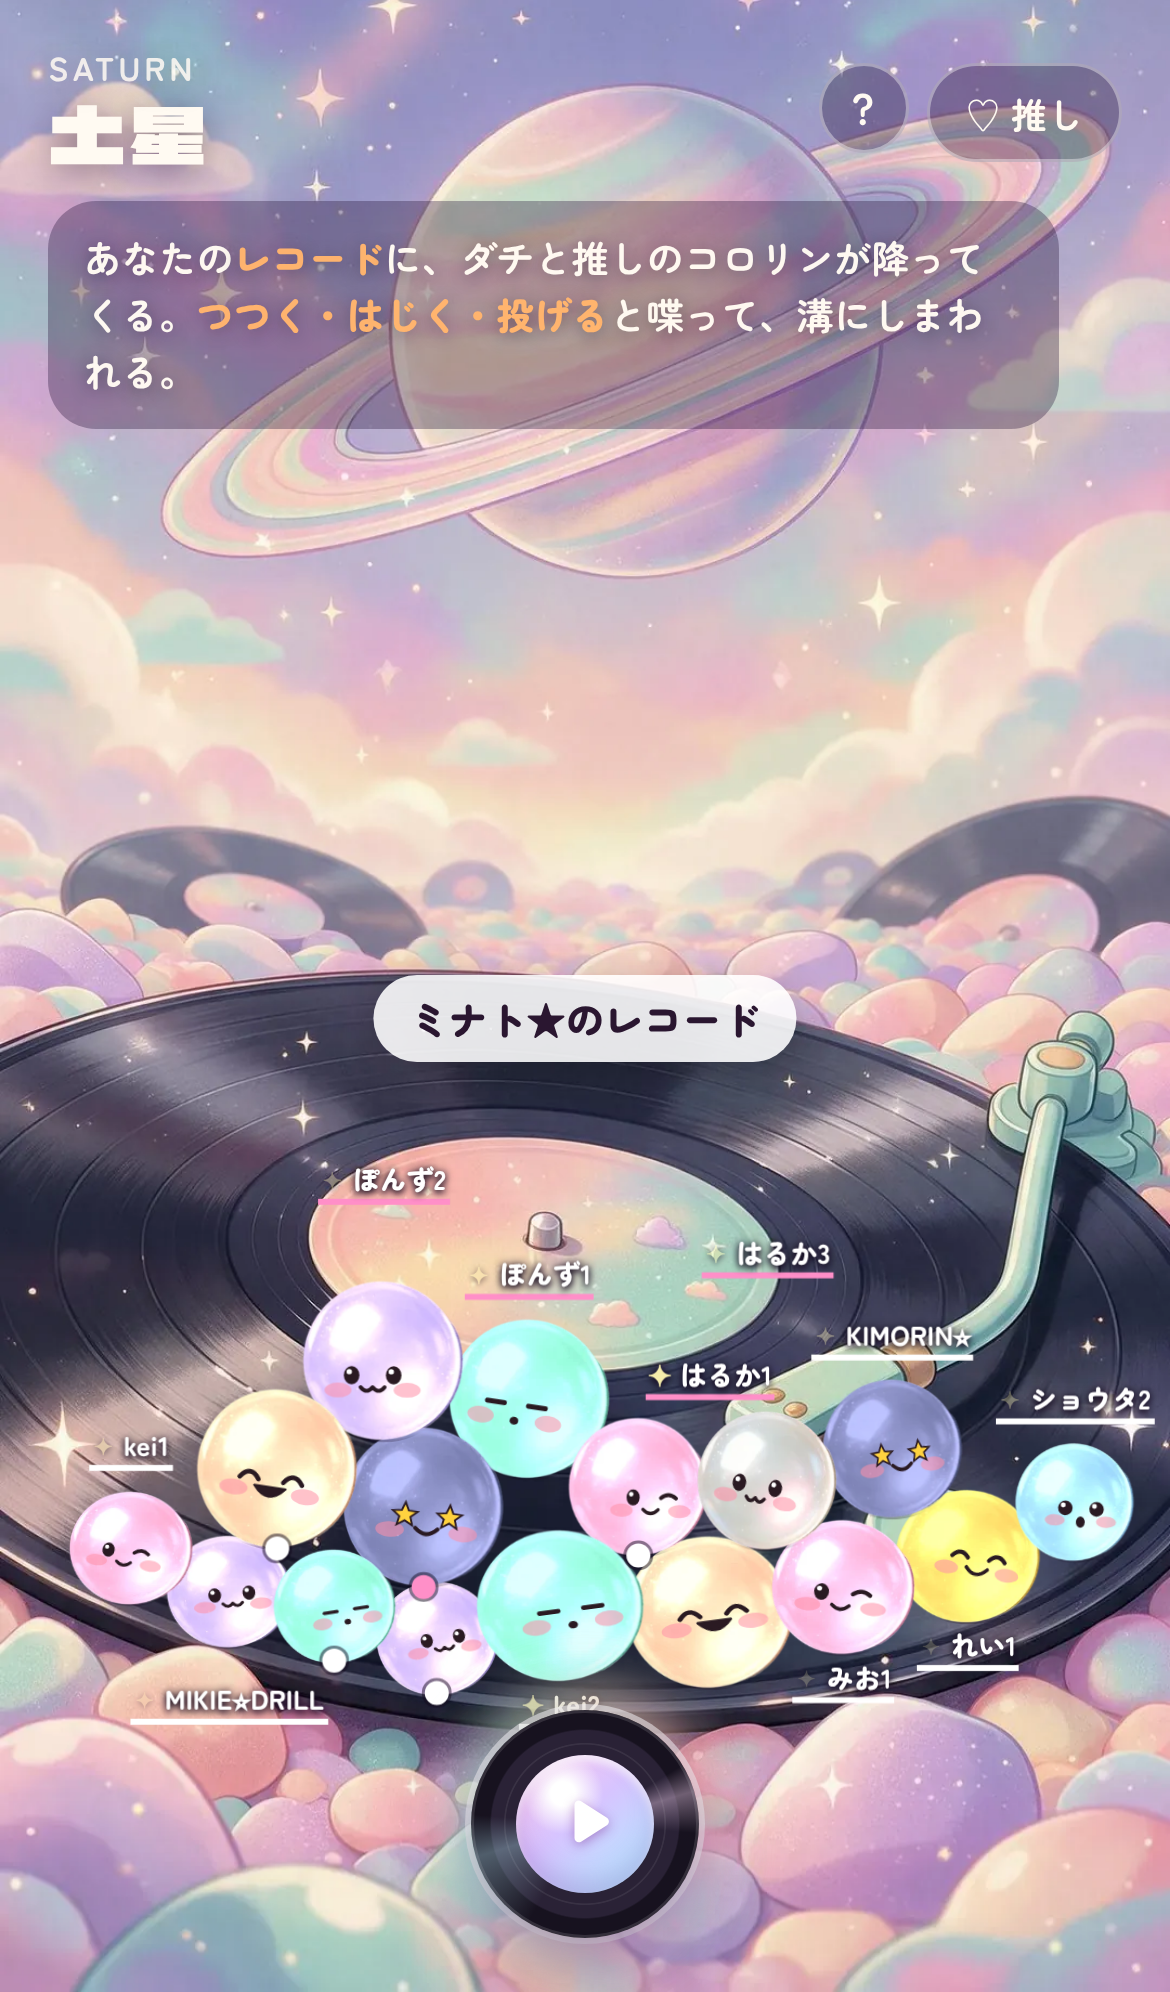 SATURN
土星
?
♡ 推し
あなたのレコードに、ダチと推しのコロリンが降って
くる。つつく・はじく・投げると喋って、溝にしまわ
れる。
ミナト★のレコード
ぽんず2
はるか3
ぽんず1
KIMORIN★
はるか1
ショウタ2
kei1
れい1
みお1
MIKIE★DRILL
kei2